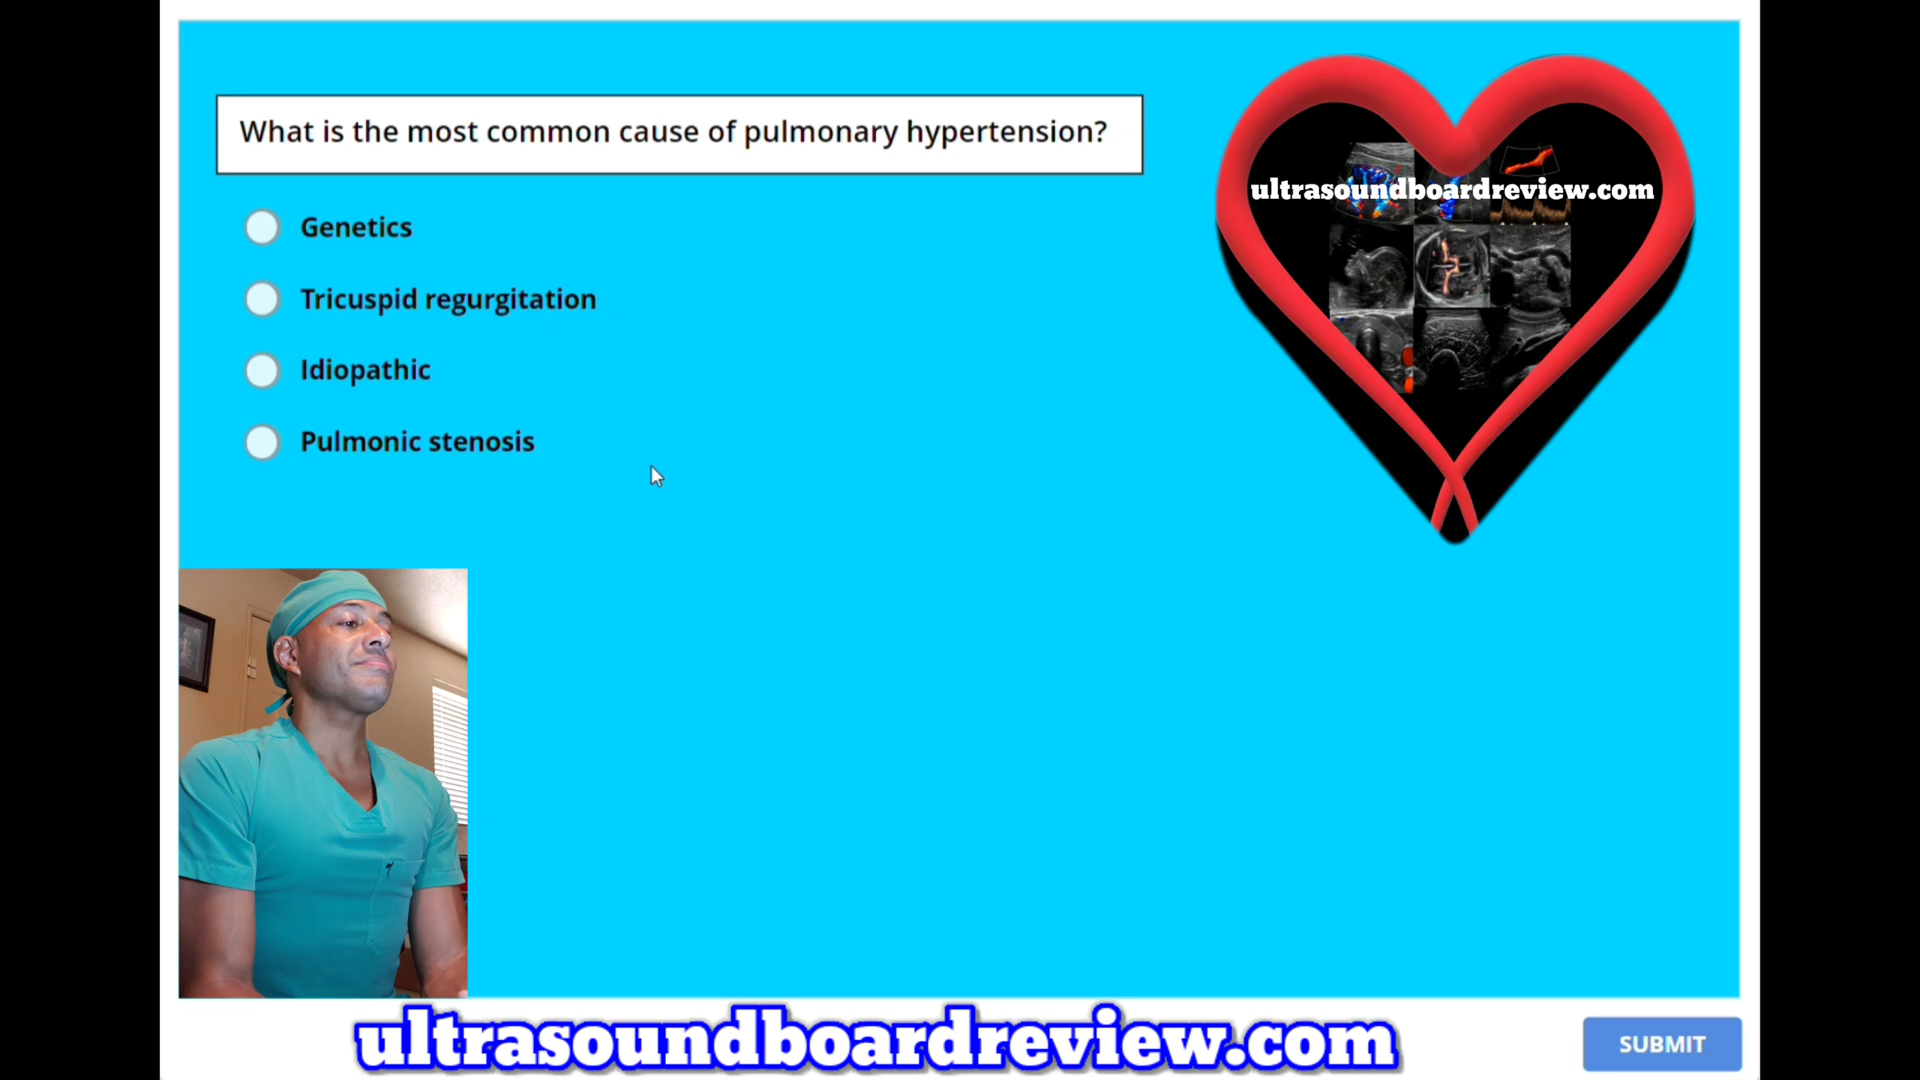 What is the most common cause of pulmonary hypertension?
Genetics
Tricuspid regurgitation
Idiopathic
Pulmonic stenosis
ultrasoundboardreview.com
ultrasoundboardreview.com
SUBMIT